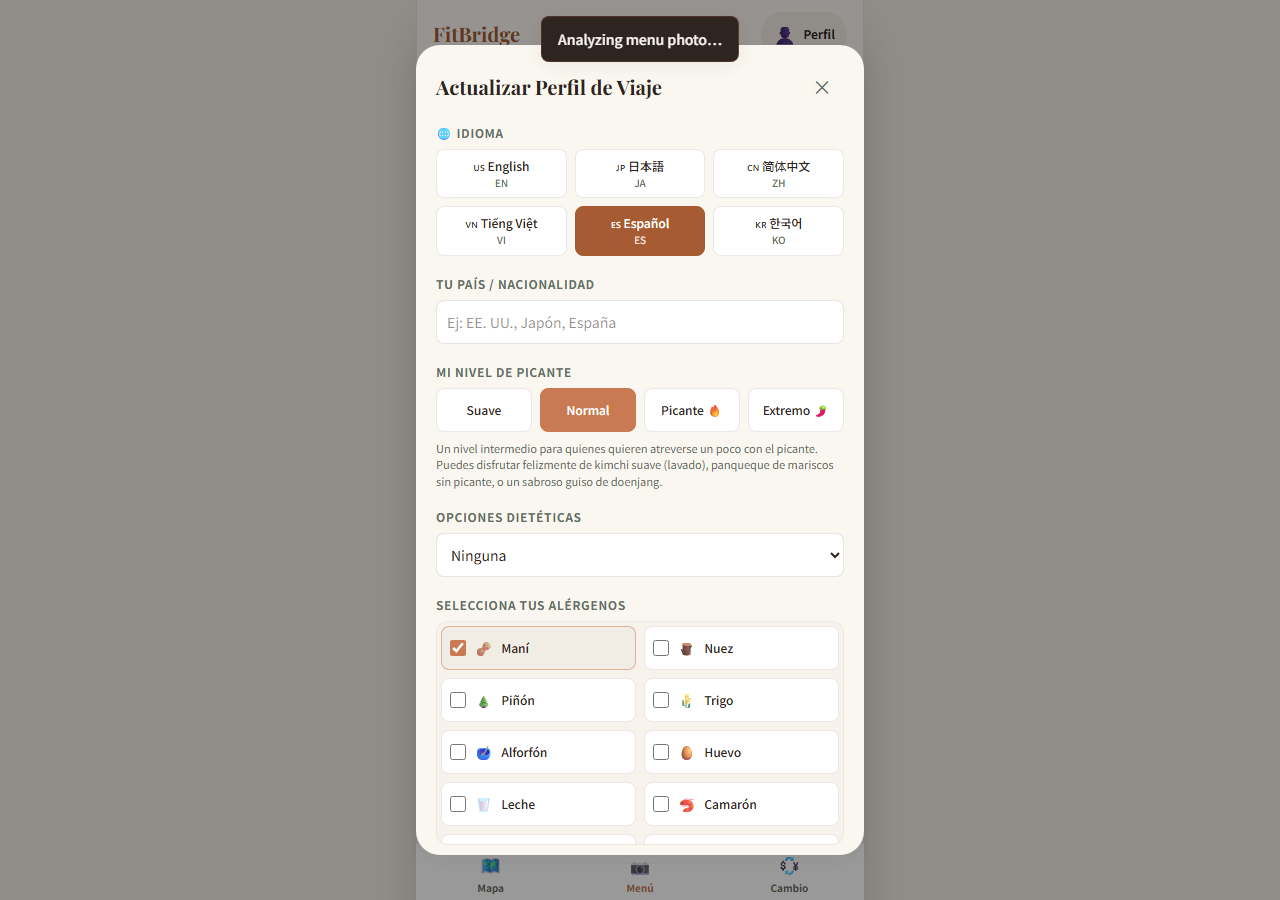 FitBridge
Analyzing menu photo...
Perfil
Actualizar Perfil de Viaje
IDIOMA
US English
EN
JP 日本語
JA
CN 简体中文
ZH
VN Tiếng Việt
VI
ES Español
ES
KR 한국어
KO
TU PAÍS / NACIONALIDAD
Ej: EE. UU., Japón, España
MI NIVEL DE PICANTE
Suave
Normal
Picante 🔥
Extremo 🌶️
Un nivel intermedio para quienes quieren atreverse un poco con el picante.
Puedes disfrutar felizmente de kimchi suave (lavado), panqueque de mariscos
sin picante, o un sabroso guiso de doenjang.
OPCIONES DIETÉTICAS
Ninguna
SELECCIONA TUS ALÉRGENOS
Maní
Nuez
Piñón
Trigo
Alforfón
Huevo
Leche
Camarón
Mapa
Menú
Cambio